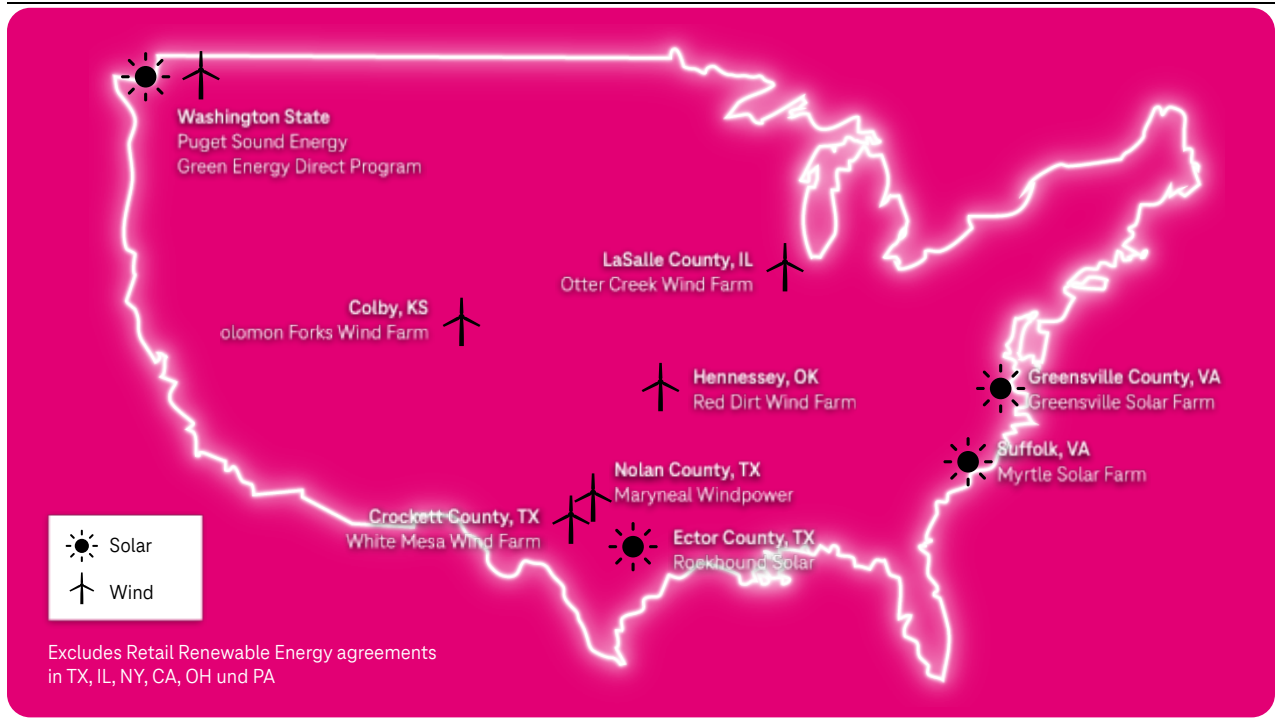 Washington State
Puget Sound Energy
Green Energy Direct Program
LaSalle County, IL
Otter Creek Wind Farm
Colby, KS
olomon Forks Wind Farm
Hennessey, OK
Red Dirt Wind Farm
Greensville County, VA
Greensville Solar Farm
Suffolk, VA
Myrtle Solar Farm
Nolan County, TX
Maryneal Windpower
Crockett County, TX
White Mesa Wind Farm
Ector County, TX
Rockhound Solar
Solar
Wind
Excludes Retail Renewable Energy agreements
in TX, IL, NY, CA, OH und PA